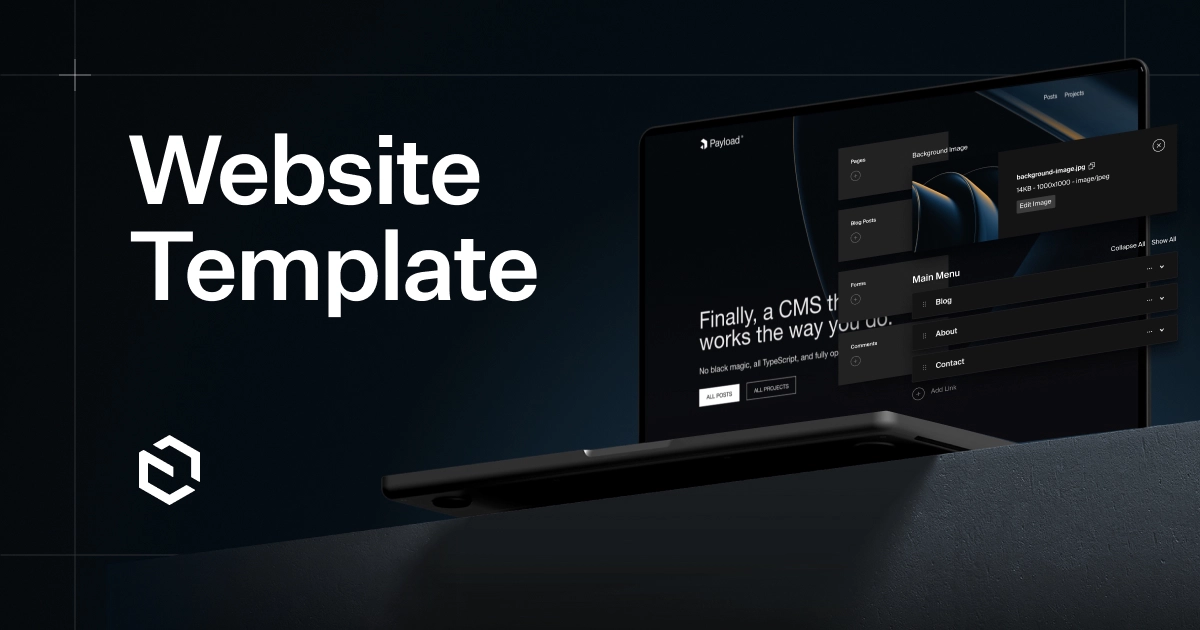 Website
Template
Payload
Posts Projects
Pages
Background Image
background-image.jpg
14KB - 1000x1000 - image/jpeg
Edit Image
Blog Posts
Collapse All Show All
Forms
Main Menu
Blog
About
Contact
Add Link
Comments
Finally, a CMS th
works the way you do.
No black magic, all TypeScript, and fully op
ALL POSTS
ALL PROJECTS